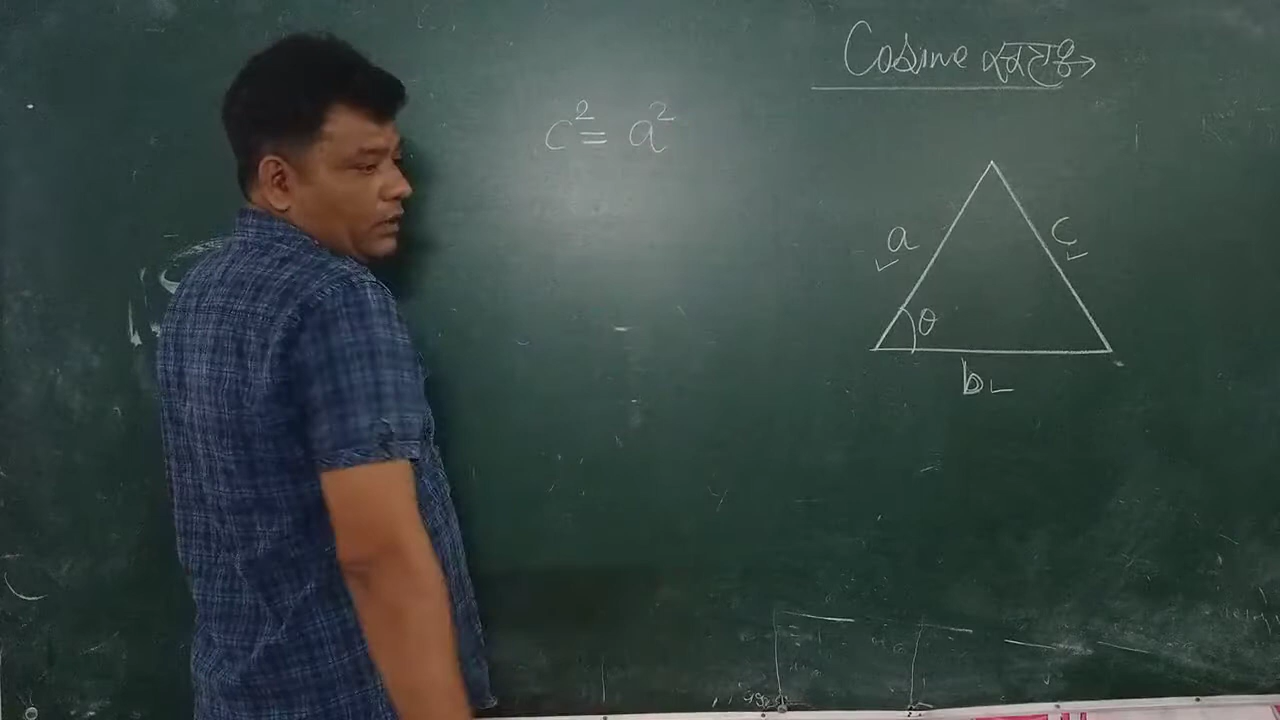 Cosine
c² = a²
a
c
θ
b